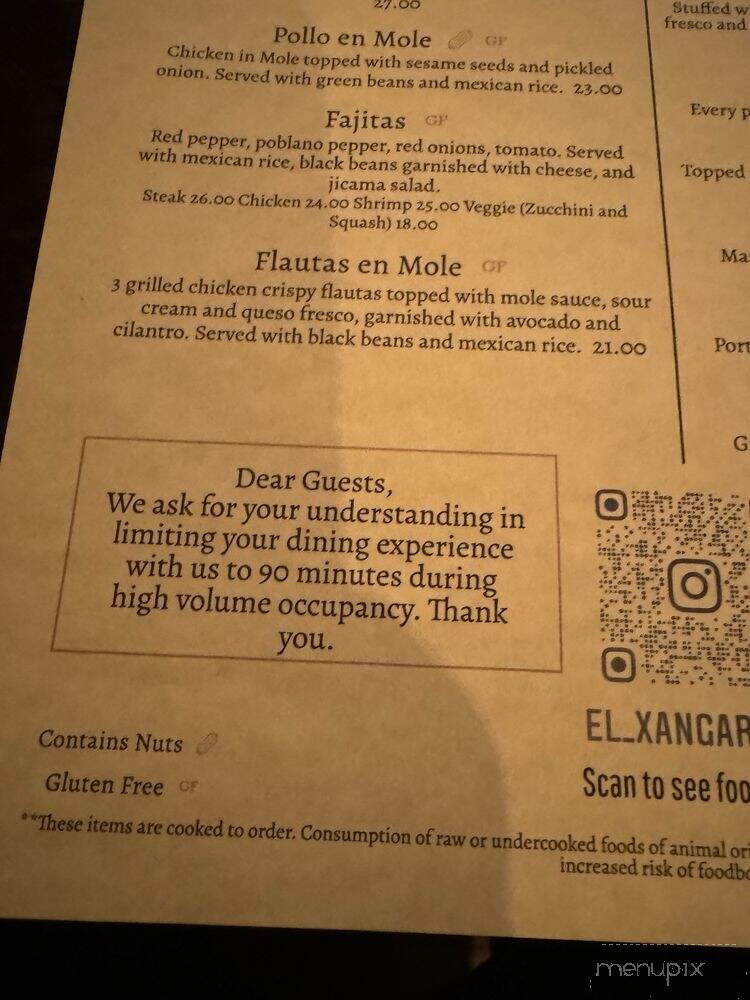 27.00
Pollo en Mole GF
Chicken in Mole topped with sesame seeds and pickled
onion. Served with green beans and mexican rice. 23.00
Fajitas GF
Red pepper, poblano pepper, red onions, tomato. Served
with mexican rice, black beans garnished with cheese, and
jicama salad.
Steak 26.00 Chicken 24.00 Shrimp 25.00 Veggie (Zucchini and
Squash) 18.00
Flautas en Mole GF
3 grilled chicken crispy flautas topped with mole sauce, sour
cream and queso fresco, garnished with avocado and
cilantro. Served with black beans and mexican rice. 21.00
Dear Guests,
We ask for your understanding in
limiting your dining experience
with us to 90 minutes during
high volume occupancy. Thank
you.
Contains Nuts
Gluten Free GF
**These items are cooked to order. Consumption of raw or undercooked foods of animal
increased risk of
Stuffed
fresco and
Every
Topped
EL_XANGAR
Scan to see
menupix